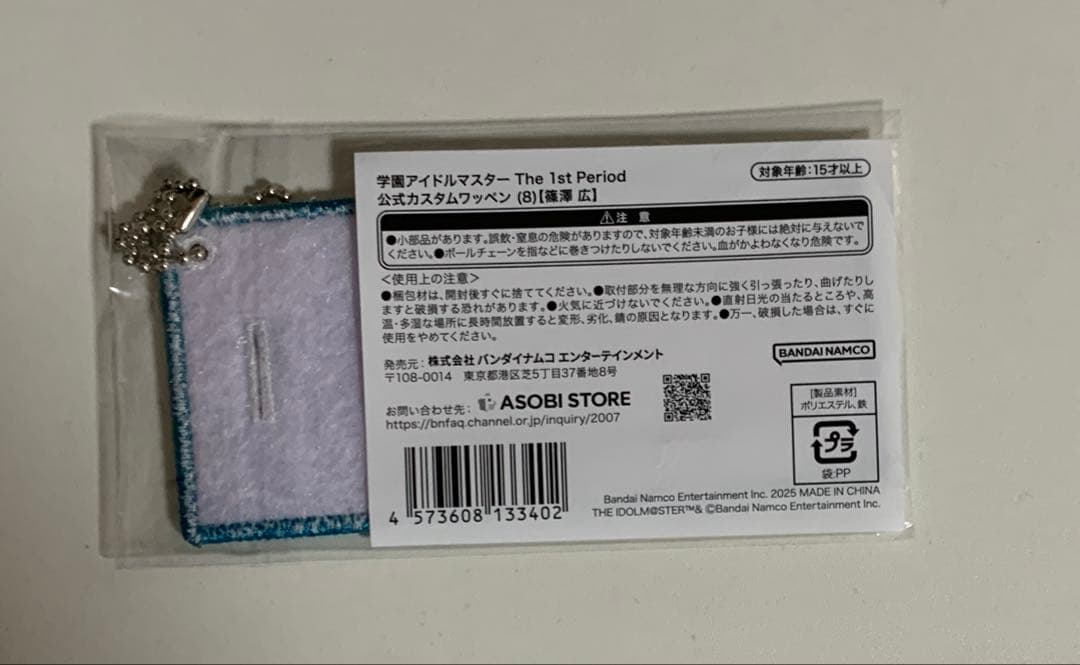 学園アイドルマスター The 1st Period
公式カスタムワッペン (8)【篠澤 広】
対象年齢:15才以上
⚠注 意
●小部品があります。誤飲・窒息の危険がありますので、対象年齢未満のお子様には絶対に与えないで
ください。●ボールチェーンを指などに巻きつけたりしないでください。血がかよわなくなり危険です。
<使用上の注意>
●梱包材は、開封後すぐに捨ててください。●取付部分を無理な方向に強く引っ張ったり、曲げたりし
ますと破損する恐れがあります。●火気に近づけないでください。●直射日光の当たるところや、高
温・多湿な場所に長時間放置すると変形、劣化、錆の原因となります。●万一、破損した場合は、すぐに
使用をやめてください。
発売元:株式会社 バンダイナムコ エンターテインメント
〒108-0014 東京都港区芝5丁目37番地8号
BANDAI NAMCO
お問い合わせ先: ASOBI STORE
https://bnfaq.channel.or.jp/inquiry/2007
[製品素材]
ポリエステル、鉄
プラ
袋:PP
4 573608 133402
Bandai Namco Entertainment Inc. 2025 MADE IN CHINA
THE IDOLM@STER™& ©Bandai Namco Entertainment Inc.